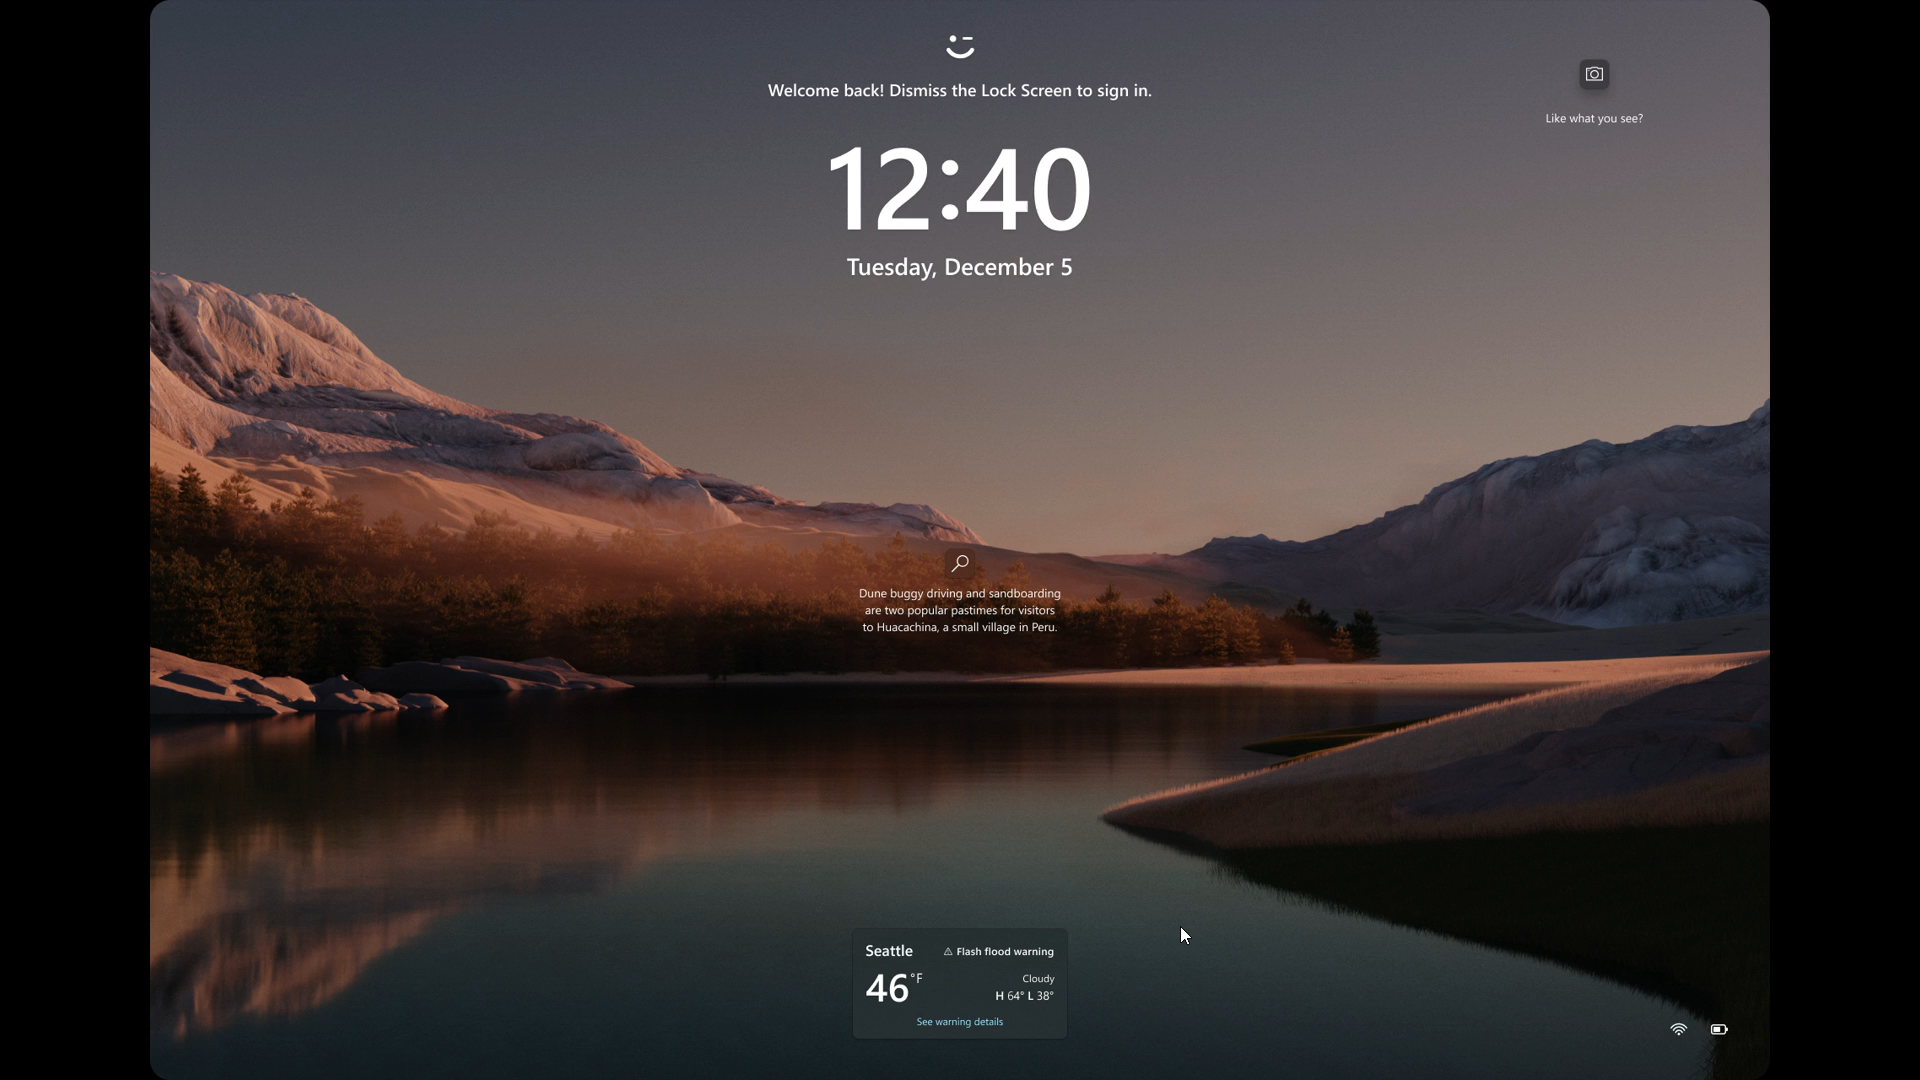 Welcome back! Dismiss the Lock Screen to sign in.
Like what you see?
12:40
Tuesday, December 5
Dune buggy driving and sandboarding
are two popular pastimes for visitors
to Huacachina, a small village in Peru.
Seattle
Flash flood warning
46°F
Cloudy
H 64° L 38°
See warning details